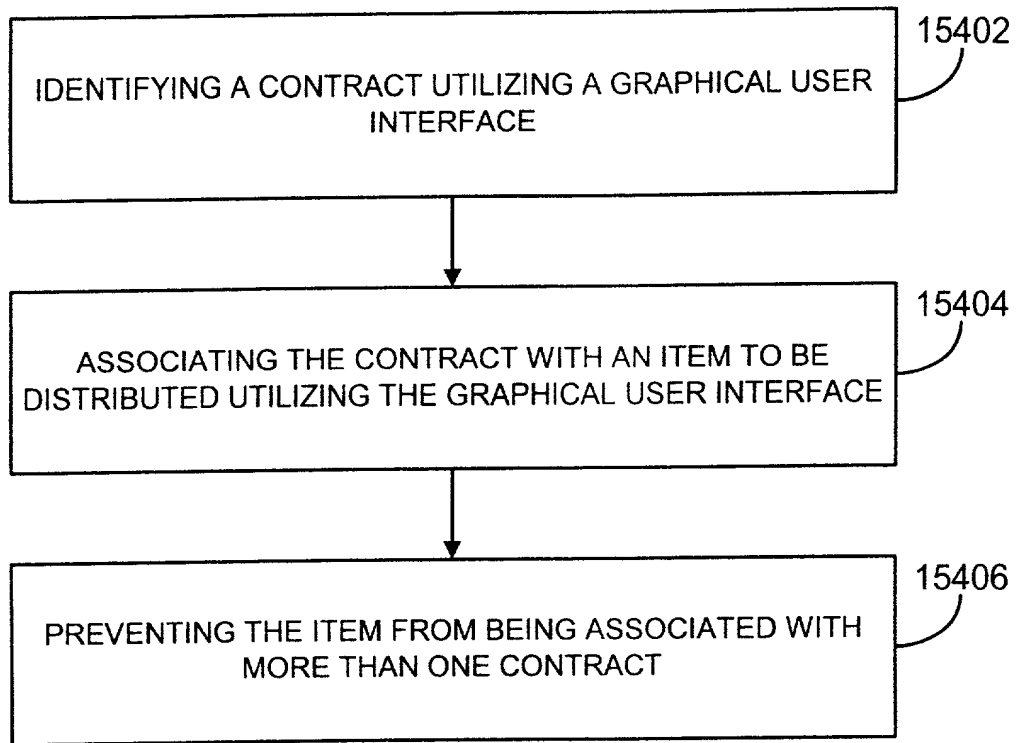 15402
IDENTIFYING A CONTRACT UTILIZING A GRAPHICAL USER
INTERFACE
15404
ASSOCIATING THE CONTRACT WITH AN ITEM TO BE
DISTRIBUTED UTILIZING THE GRAPHICAL USER INTERFACE
15406
PREVENTING THE ITEM FROM BEING ASSOCIATED WITH
MORE THAN ONE CONTRACT